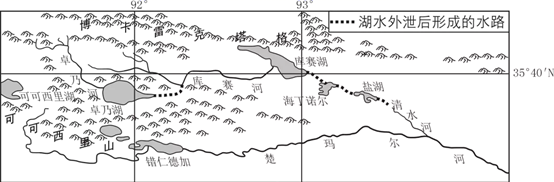 92°
93°
湖水外泄后形成的水路
博卡雷克塔格
35°40′N
卓乃河
库赛湖
库赛河
可可西里湖
卓乃湖
海丁诺尔
盐湖
清水河
可可西里山
错仁德加
楚玛尔河